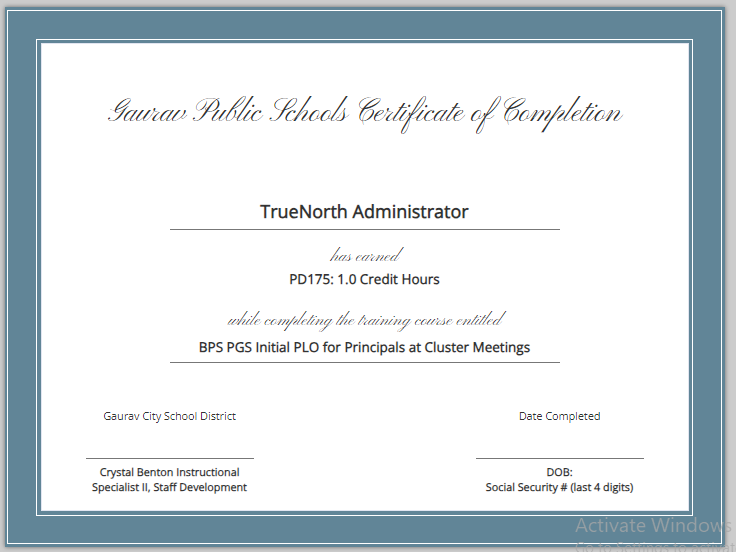 Gaurav Public Schools Certificate of Completion
TrueNorth Administrator
has earned
PD175: 1.0 Credit Hours
while completing the training course entitled
BPS PGS Initial PLO for Principals at Cluster Meetings
Gaurav City School District
Date Completed
Crystal Benton Instructional
Specialist II, Staff Development
DOB:
Social Security # (last 4 digits)
Activate Windows